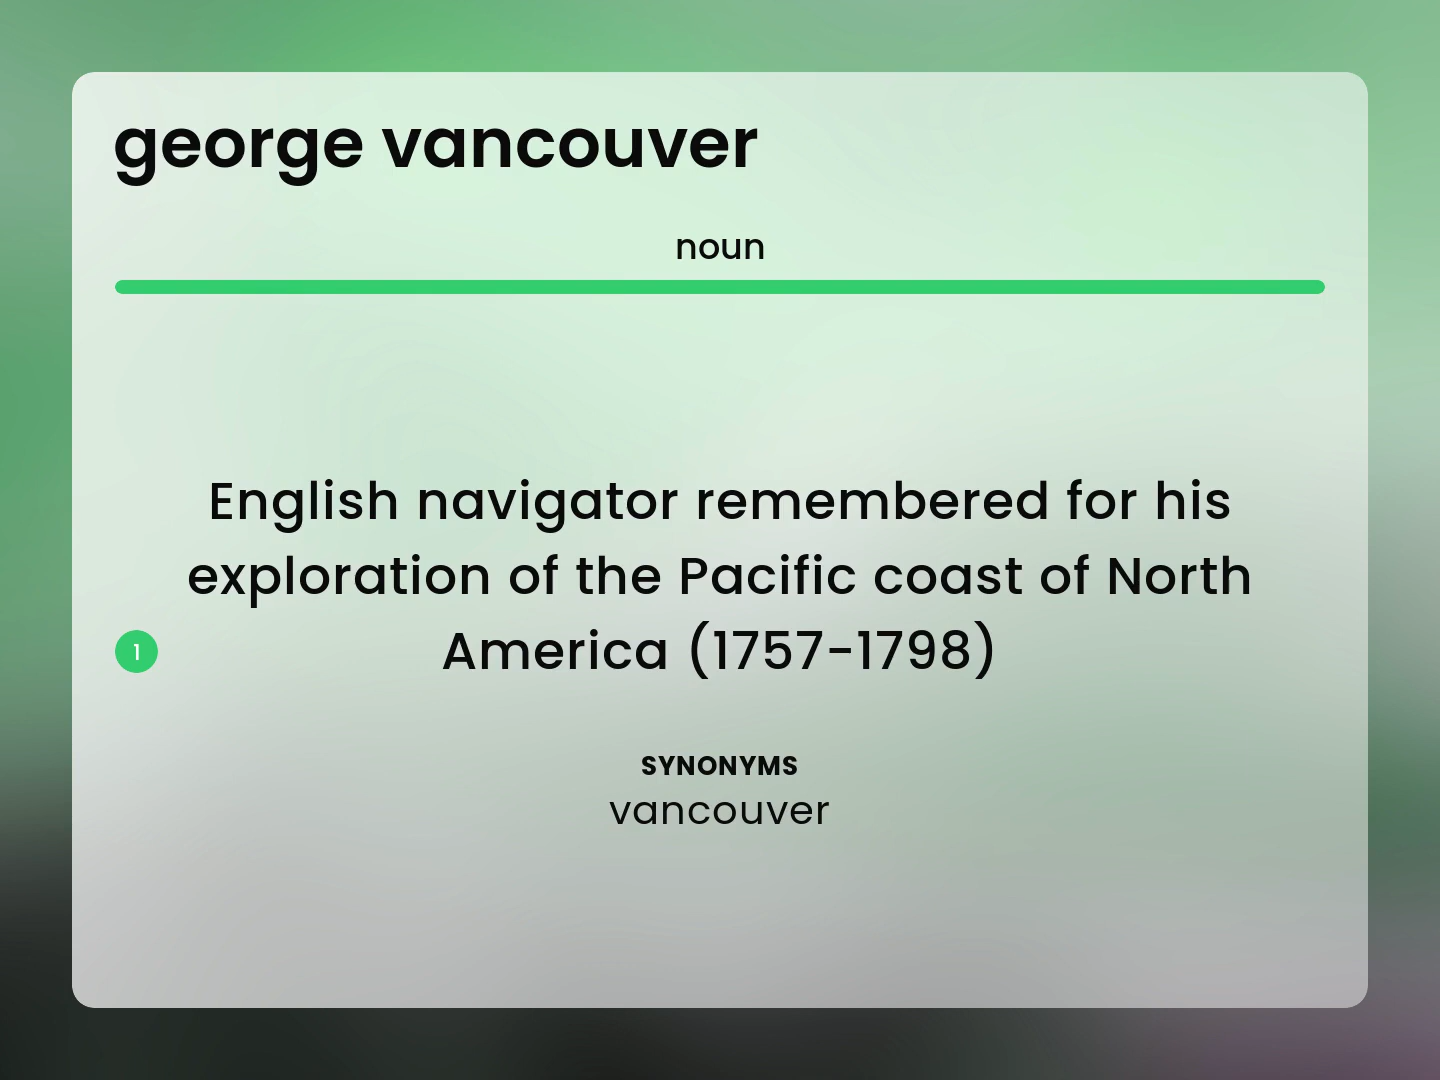 george vancouver
noun
English navigator remembered for his
exploration of the Pacific coast of North
America (1757-1798)
1
SYNONYMS
vancouver